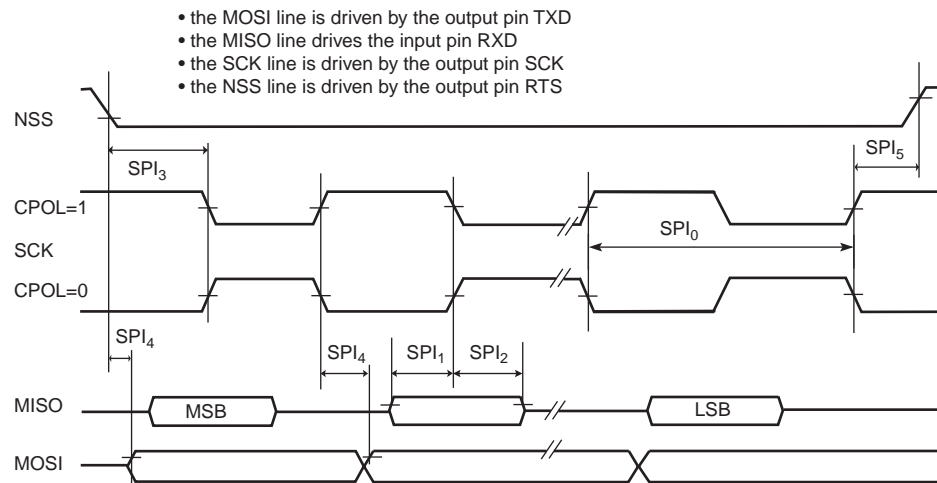 • the MOSI line is driven by the output pin TXD
• the MISO line drives the input pin RXD
• the SCK line is driven by the output pin SCK
• the NSS line is driven by the output pin RTS
NSS
SPI3
SPI5
CPOL=1
SCK
SPI0
CPOL=0
SPI4
SPI4
SPI1
SPI2
MISO
MSB
LSB
MOSI